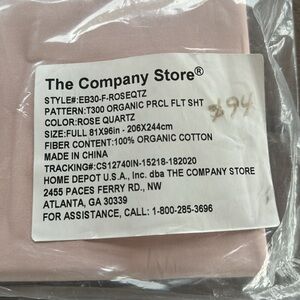 The Company Store®
STYLE#:EB30-F-ROSEQTZ
PATTERN:T300 ORGANIC PRCL FLT SHT
COLOR:ROSE QUARTZ
SIZE:FULL 81X96in - 206X244cm
FIBER CONTENT:100% ORGANIC COTTON
MADE IN CHINA
TRACKING#:CS12740IN-15218-182020
HOME DEPOT U.S.A., Inc. dba THE COMPANY STORE
2455 PACES FERRY RD., NW
ATLANTA, GA 30339
FOR ASSISTANCE, CALL: 1-800-285-3696
$94